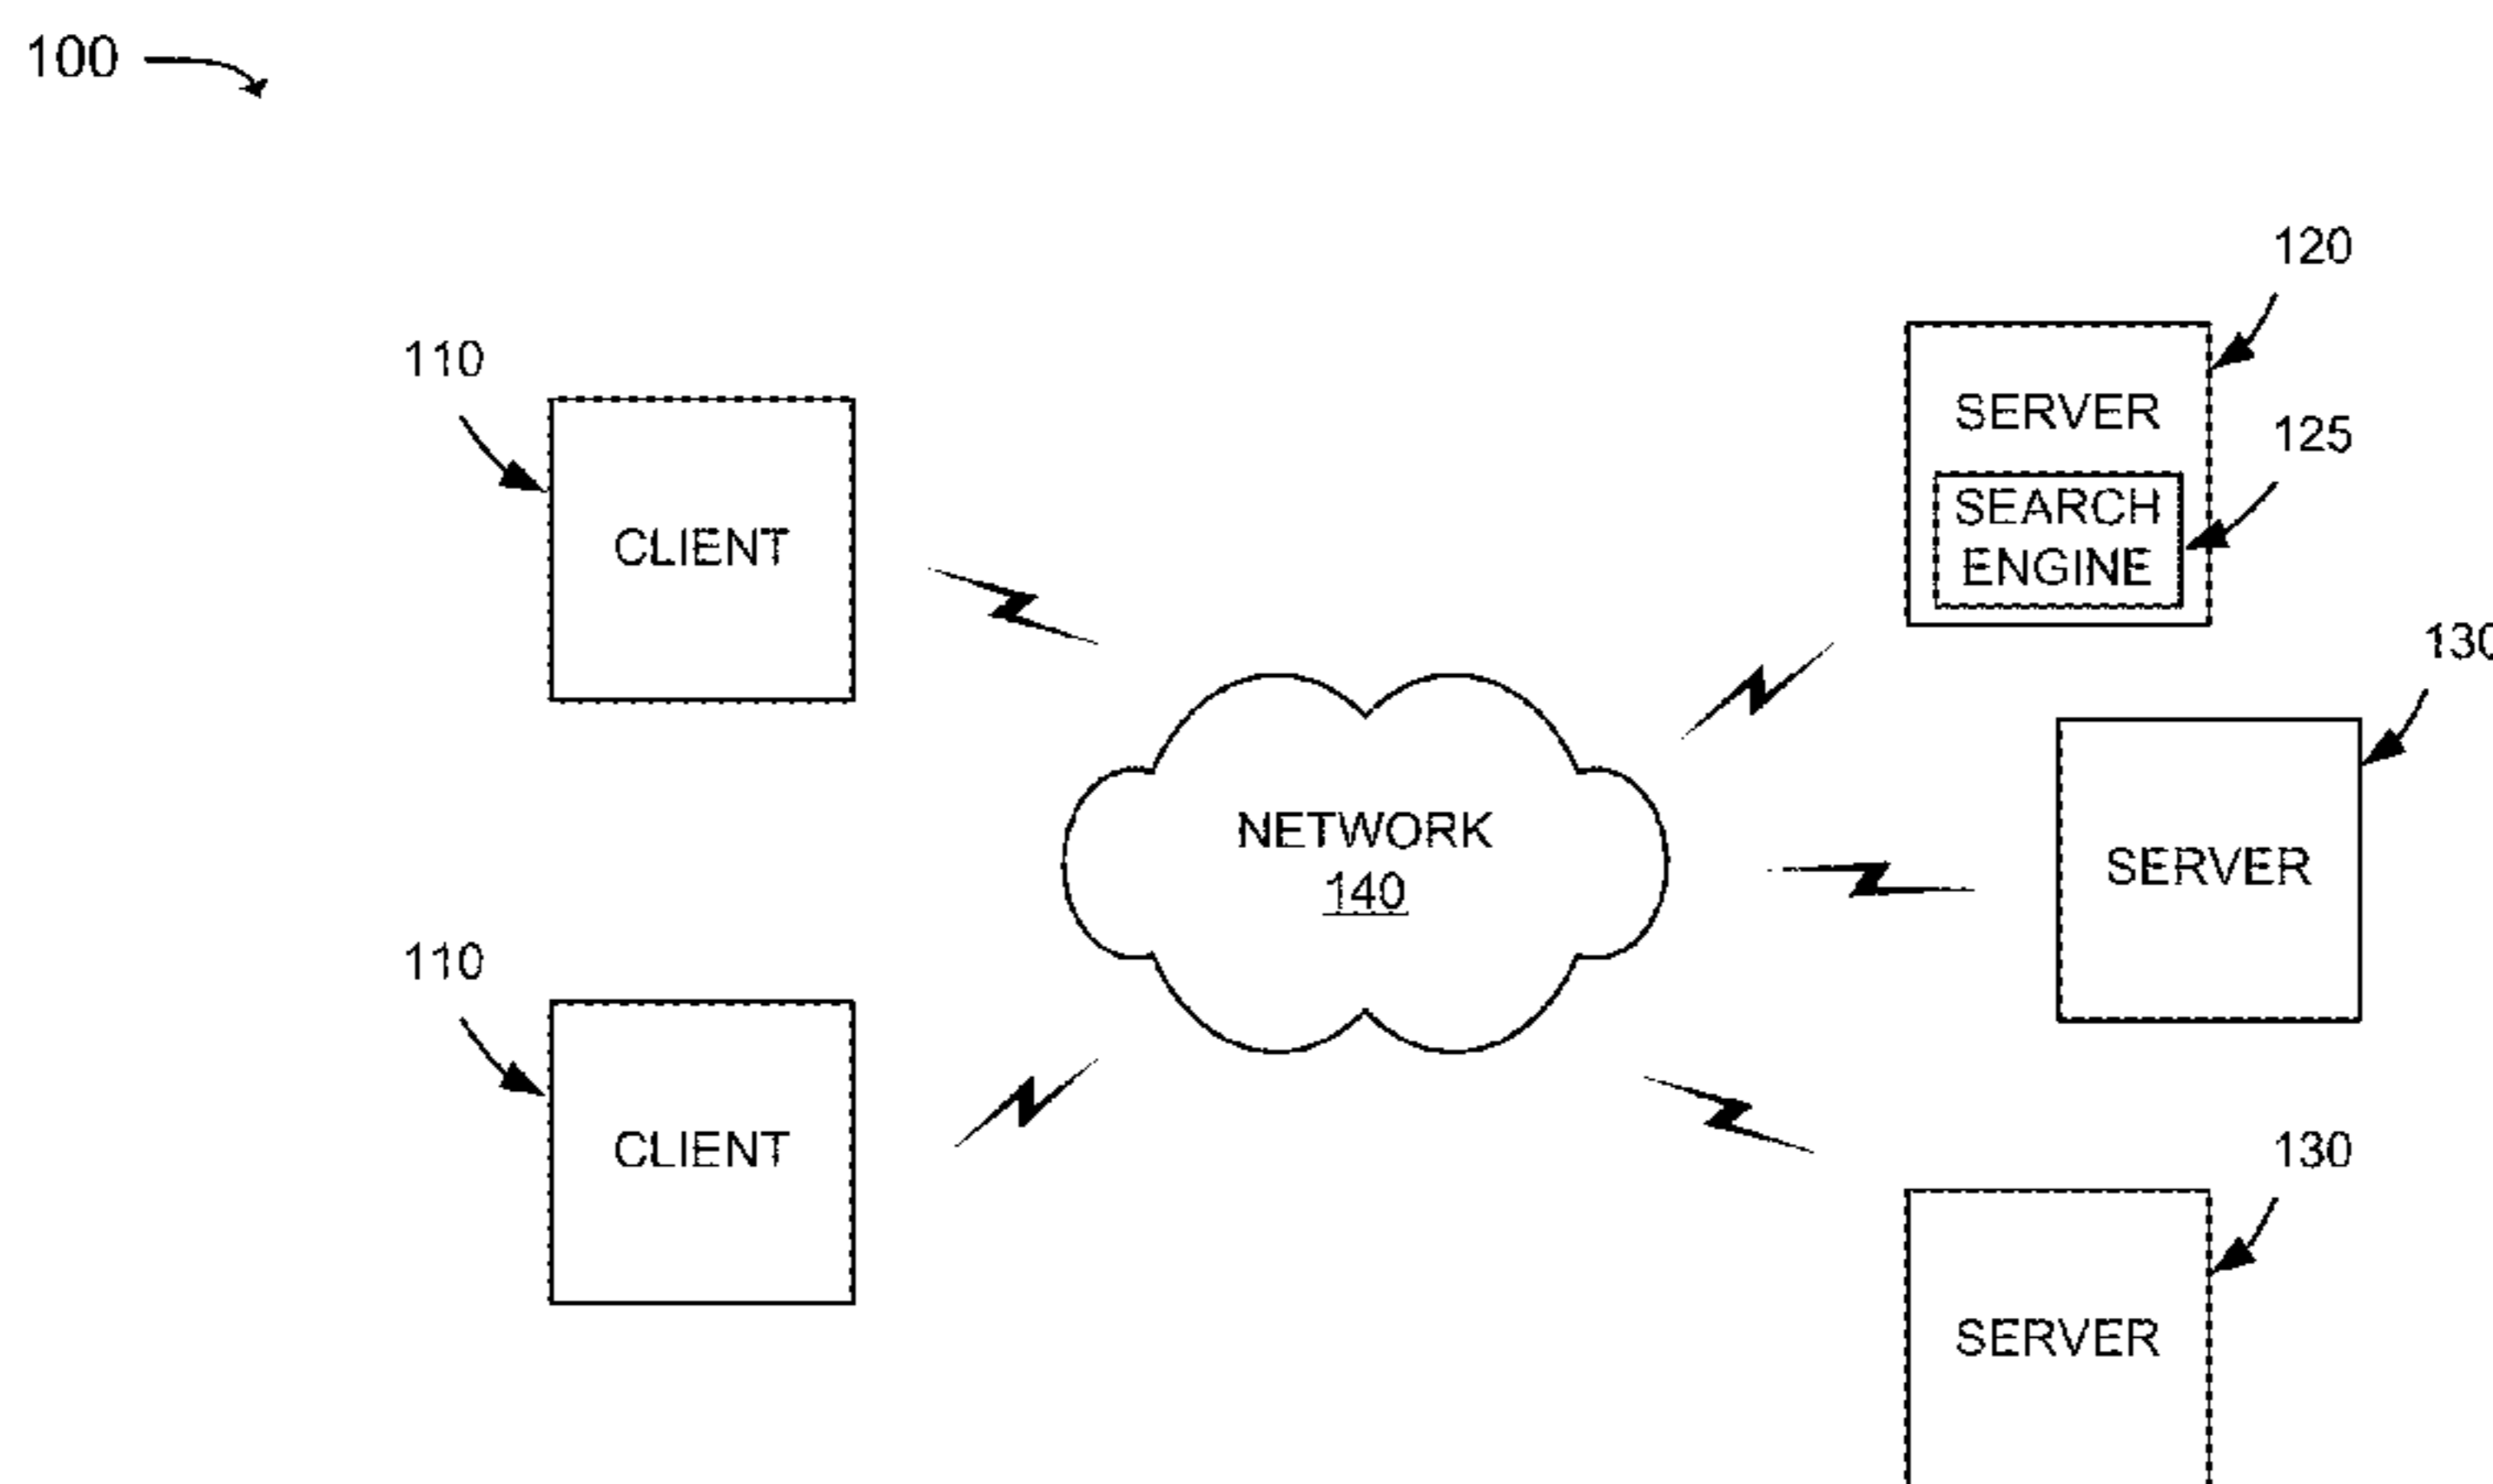 100
120
110
SERVER
125
SEARCH
ENGINE
CLIENT
130
NETWORK
140
SERVER
110
CLIENT
130
SERVER